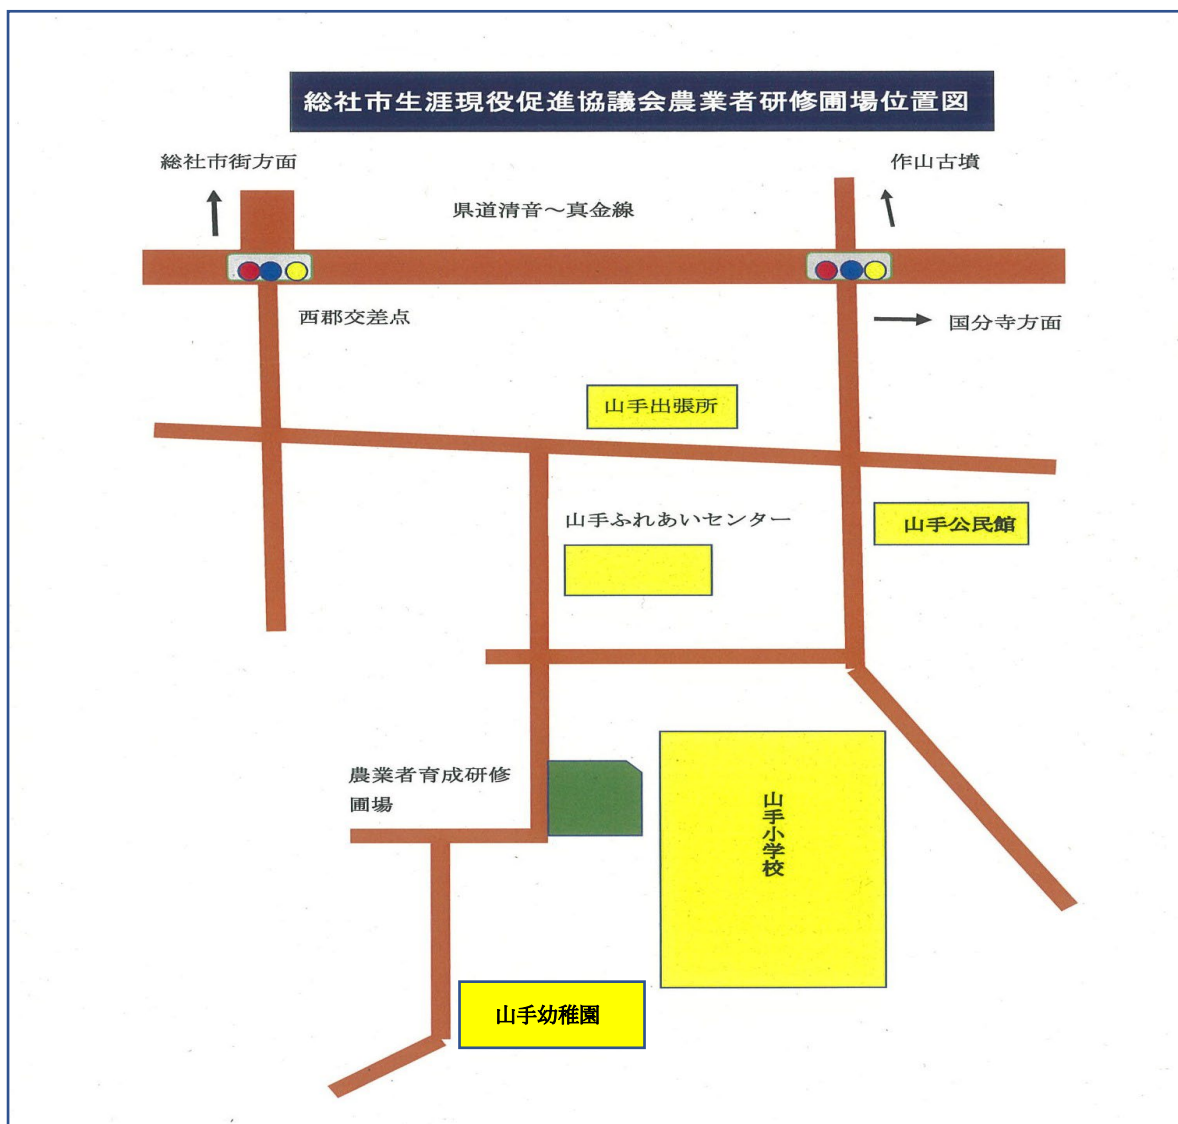 総社市生涯現役促進協議会農業者研修圃場位置図
総社市街方面
作山古墳
県道清音～真金線
西郡交差点
国分寺方面
山手出張所
山手ふれあいセンター
山手公民館
農業者育成研修
圃場
山手小学校
山手幼稚園